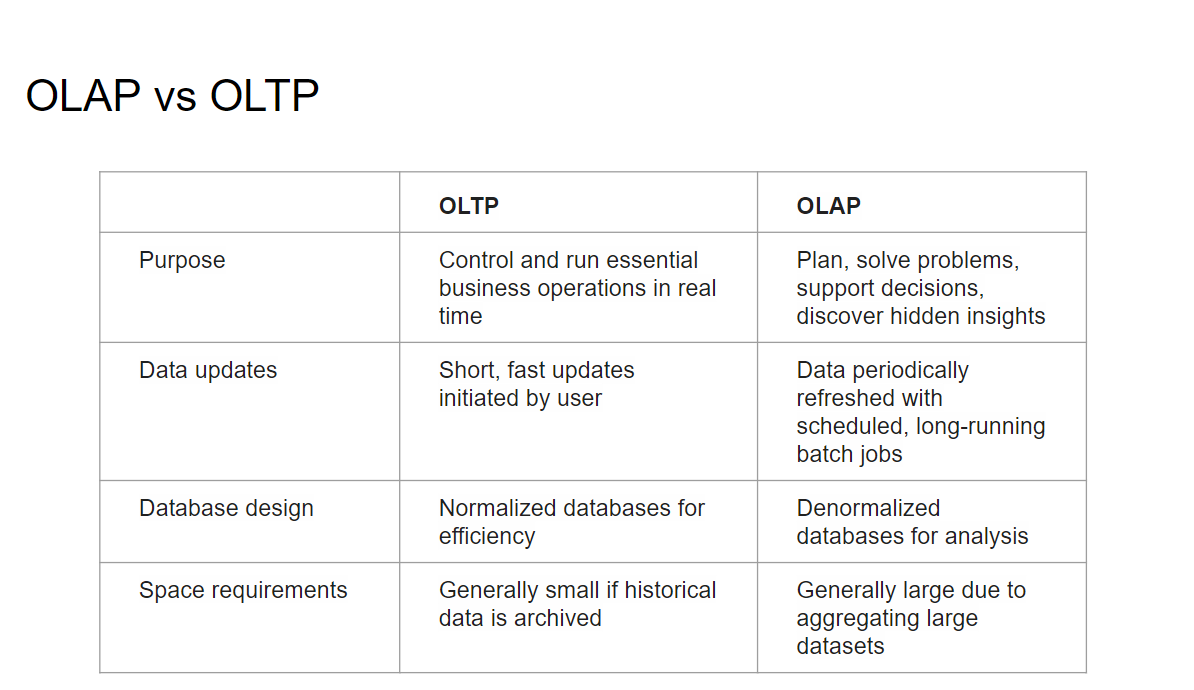 OLAP vs OLTP
OLTP
OLAP
Purpose
Control and run essential
business operations in real
time
Plan, solve problems,
support decisions,
discover hidden insights
Data updates
Short, fast updates
initiated by user
Data periodically
refreshed with
scheduled, long-running
batch jobs
Database design
Normalized databases for
efficiency
Denormalized
databases for analysis
Space requirements
Generally small if historical
data is archived
Generally large due to
aggregating large
datasets